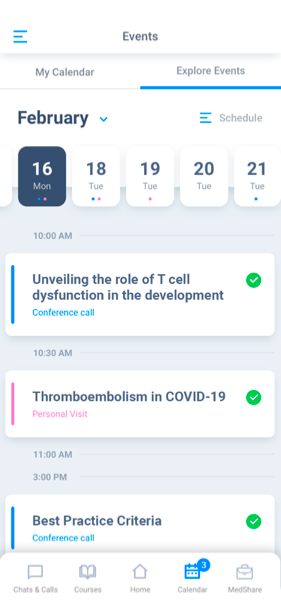 Events
My Calendar
Explore Events
February
Schedule
16
18
19
20
21
Mon
Tue
Tue
Tue
Tue
10:00 AM
Unveiling the role of T cell
dysfunction in the development
Conference call
10:30 AM
Thromboembolism in COVID-19
Personal Visit
11:00 AM
3:00 PM
Best Practice Criteria
Conference call
3
Chats & Calls
Courses
Home
Calendar
MedShare